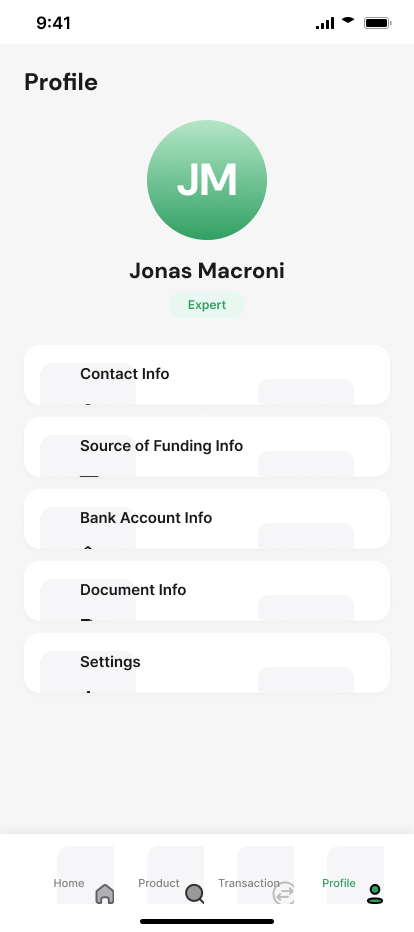 9:41
Profile
JM
Jonas Macroni
Expert
Contact Info
Source of Funding Info
Bank Account Info
Document Info
Settings
Home
Product
Transaction
Profile